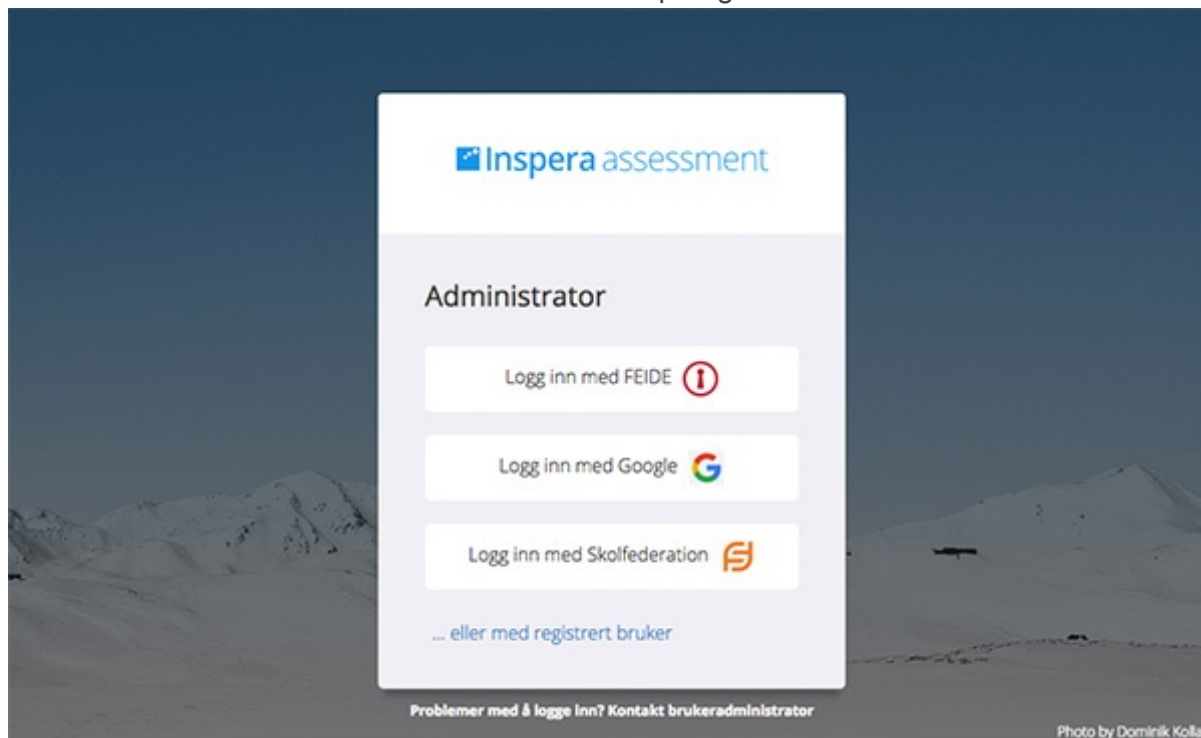 Inspera assessment
Administrator
Logg inn med FEIDE
Logg inn med Google
Logg inn med Skolfederation
... eller med registrert bruker
Problemer med å logge inn? Kontakt brukeradministrator
Photo by Dominik